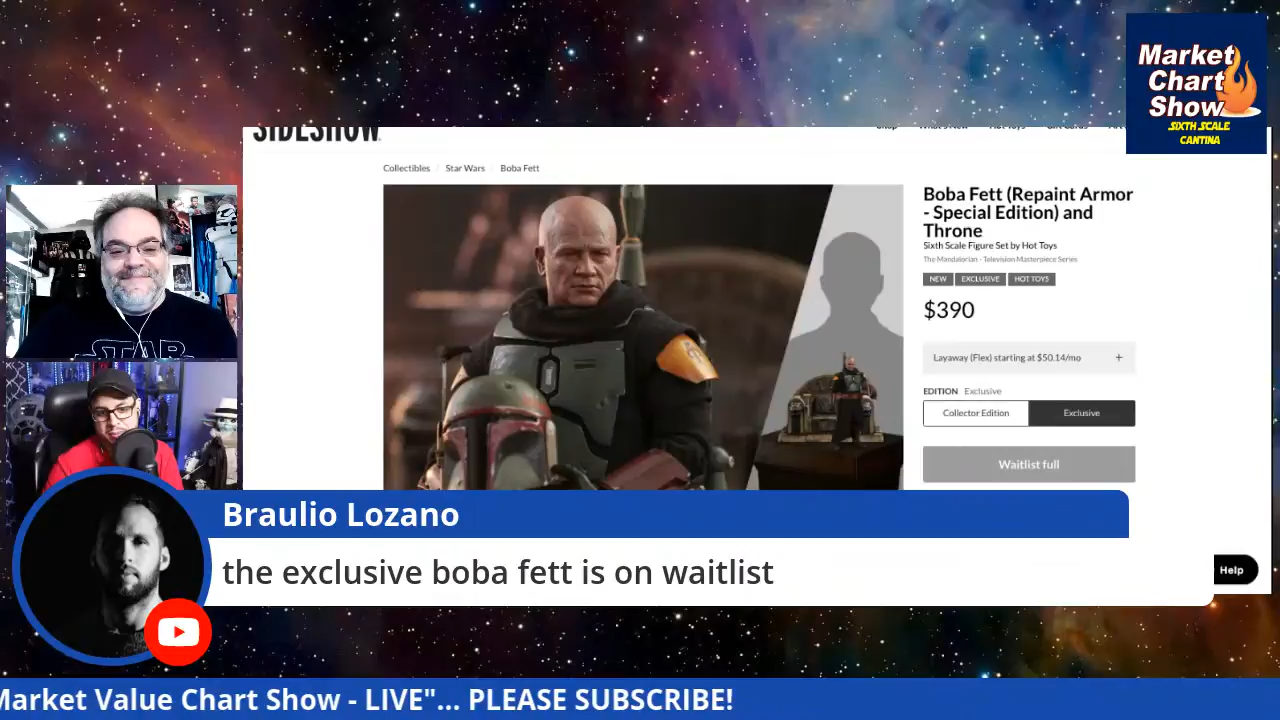 Market
Chart
Show
SIXTH SCALE
CANTINA
SIDESHOW
Collectibles / Star Wars / Boba Fett
Boba Fett (Repaint Armor
- Special Edition) and
Throne
Sixth Scale Figure Set by Hot Toys
The Mandalorian - Television Masterpiece Series
NEW EXCLUSIVE HOT TOYS
$390
Layaway (Flex) starting at $50.14/mo +
EDITION Exclusive
Collector Edition Exclusive
Waitlist full
STAR
Braulio Lozano
the exclusive boba fett is on waitlist
Help
Market Value Chart Show - LIVE"... PLEASE SUBSCRIBE!